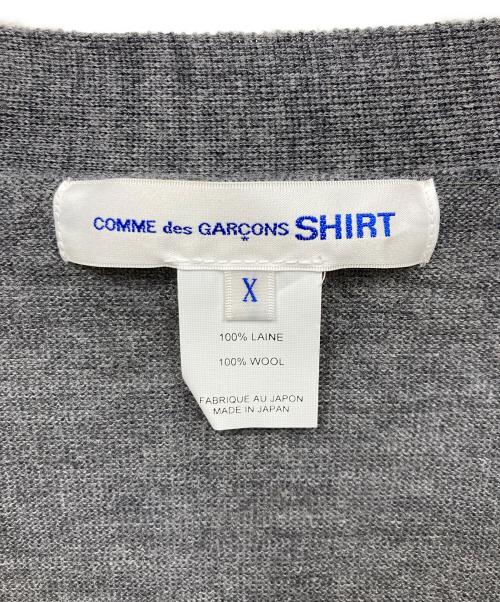 COMME des GARÇONS SHIRT
X
100% LAINE
100% WOOL
FABRIQUE AU JAPON
MADE IN JAPAN